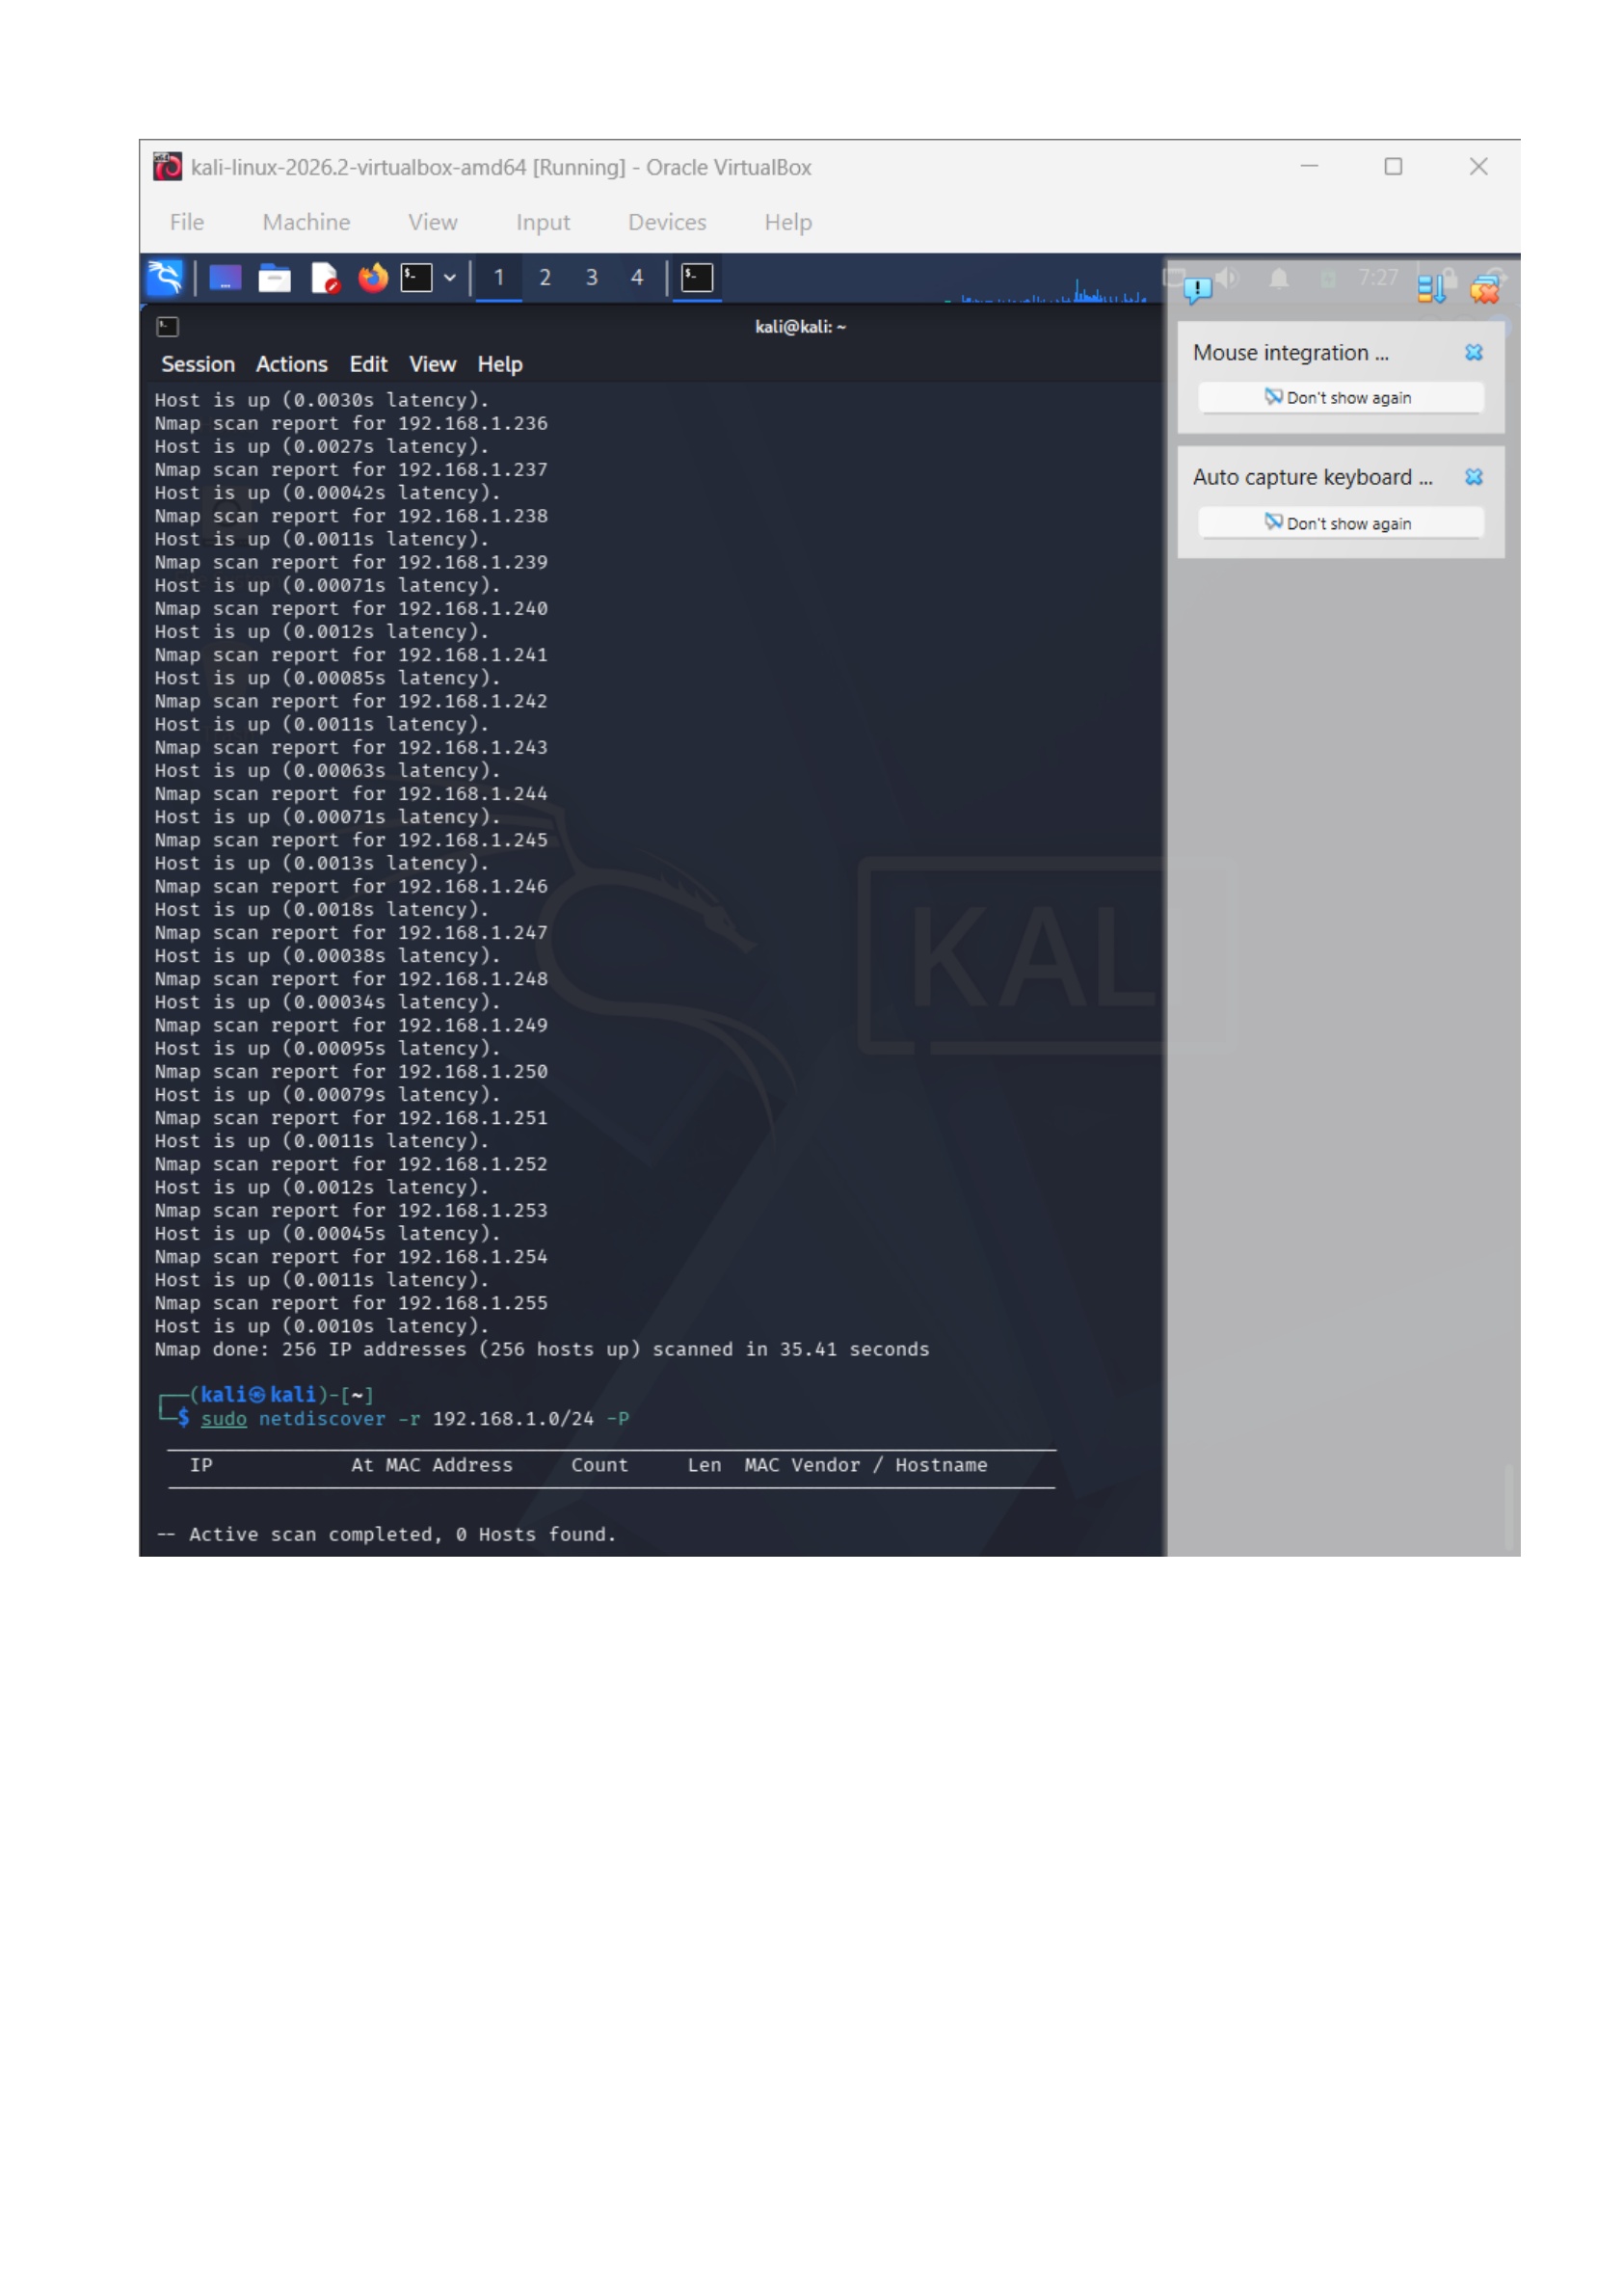 kali-linux-2026.2-virtualbox-amd64 [Running] - Oracle VirtualBox
File Machine View Input Devices Help
1 2 3 4 7:27
kali@kali: ~
Session Actions Edit View Help
Mouse integration ...
Don't show again
Auto capture keyboard ...
Don't show again
Host is up (0.0030s latency).
Nmap scan report for 192.168.1.236
Host is up (0.0027s latency).
Nmap scan report for 192.168.1.237
Host is up (0.00042s latency).
Nmap scan report for 192.168.1.238
Host is up (0.0011s latency).
Nmap scan report for 192.168.1.239
Host is up (0.00071s latency).
Nmap scan report for 192.168.1.240
Host is up (0.0012s latency).
Nmap scan report for 192.168.1.241
Host is up (0.00085s latency).
Nmap scan report for 192.168.1.242
Host is up (0.0011s latency).
Nmap scan report for 192.168.1.243
Host is up (0.00063s latency).
Nmap scan report for 192.168.1.244
Host is up (0.00071s latency).
Nmap scan report for 192.168.1.245
Host is up (0.0013s latency).
Nmap scan report for 192.168.1.246
Host is up (0.0018s latency).
Nmap scan report for 192.168.1.247
Host is up (0.00038s latency).
Nmap scan report for 192.168.1.248
Host is up (0.00034s latency).
Nmap scan report for 192.168.1.249
Host is up (0.00095s latency).
Nmap scan report for 192.168.1.250
Host is up (0.00079s latency).
Nmap scan report for 192.168.1.251
Host is up (0.0011s latency).
Nmap scan report for 192.168.1.252
Host is up (0.0012s latency).
Nmap scan report for 192.168.1.253
Host is up (0.00045s latency).
Nmap scan report for 192.168.1.254
Host is up (0.0011s latency).
Nmap scan report for 192.168.1.255
Host is up (0.0010s latency).
Nmap done: 256 IP addresses (256 hosts up) scanned in 35.41 seconds
┌──(kali㉿kali)-[~]
└─$ sudo netdiscover -r 192.168.1.0/24 -P
IP At MAC Address Count Len MAC Vendor / Hostname
-- Active scan completed, 0 Hosts found.
KALI